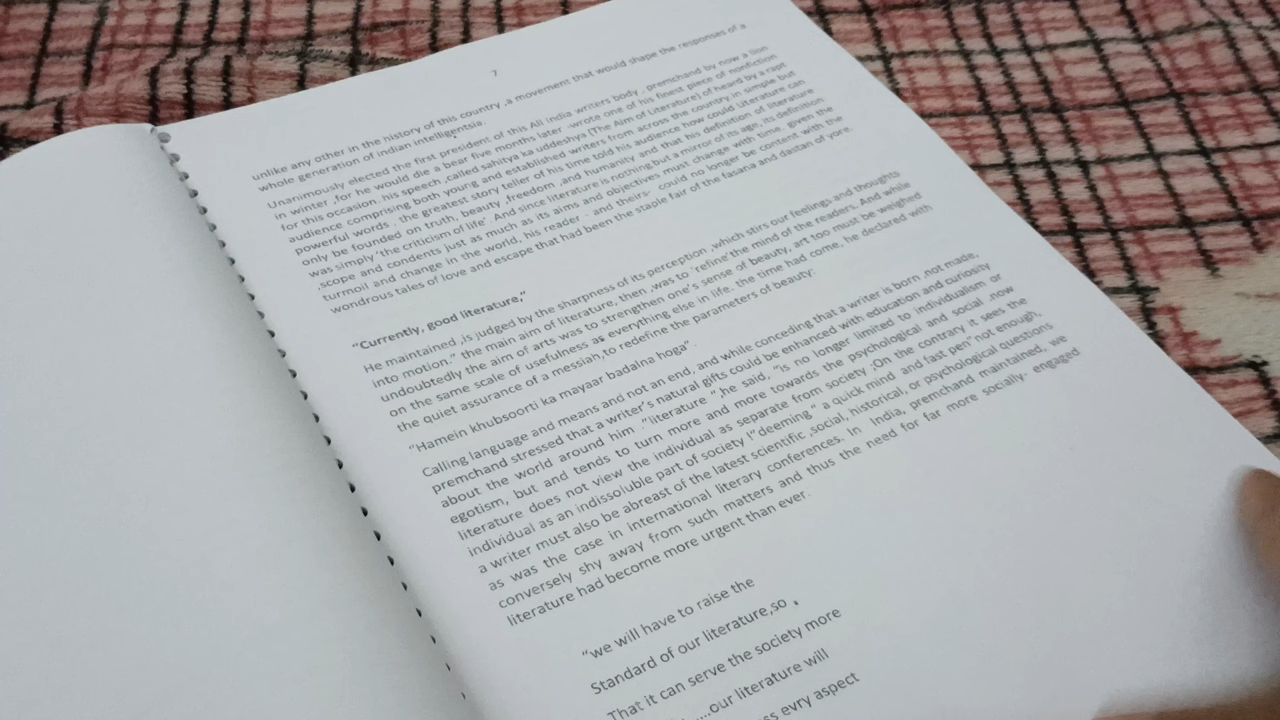 7
unlike any other in the history of this country ,a movement that would shape the responses of a
whole generation of indian intelligentsia.
Unanimously elected the first president of this All india writers body , premchand by now a lion
in winter ,for he would die a bear five months later -wrote onse of his finest piece of nonfiction
for this occasion. his speech ,called sahitya ka uddeshya (The Aim of Literature) of heard by a rapt
audience comprising both young and established writers from across the country in simple but
powerful words . the greatest story teller of his time told his audience how could Literature can
only be founded on truth, beauty ,freedom ,and humanity and that his definition of literature
was simply 'the criticism of life' And since literature is nothing but a mirror of its age, its definition
,scope and condents just as much as its aims and objectives must change with time. given the
turmoil and change in the world, his reader - and theirs- could no longer be content with the
wondrous tales of love and escape that had been the staple fair of the fasana and dastan of yore.
"Currently, good literature,"
He maintained ,is judged by the sharpness of its perception ,which stirs our feelings and thoughts
into motion," the main aim of literature, then ,was to 'refine'the mind of the readers. And while
undoubtedly the aim of arts was to strengthen one's sense of beauty, art too must be weighed
on the same scale of usefulness as everything else in life. the time had come, he declared with
the quiet assurance of a messian,to redefine the parameters of beauty:
"Hamein khubsoorti ka mayaar badalna hoga"
Calling language and means and not an end, and while conceding that a writer is born not made,
premchand stressed that a writer's natural gifts could be enhanced with education and curiosity
about the world around him ."literature ",he said, "is no longer limited to individualism or
egotism, but and tends to turn more and more towards the psychological and social .now
literature does not view the individual as separate from society ;On the contrary it sees the
individual as an indissoluble part of society !"deeming " a quick mind and fast pen"not enough,
a writer must also be abreast of the latest scientific ,social, historical, or psychological questions
as was the case in international literary conferences. In India, premchand maintained, we
conversely shy away from such matters and thus the need for far more socially- engaged
literature had become more urgent than ever.
"we will have to raise the
Standard of our literature,so
That it can serve the society more
....our literature will
evry aspect